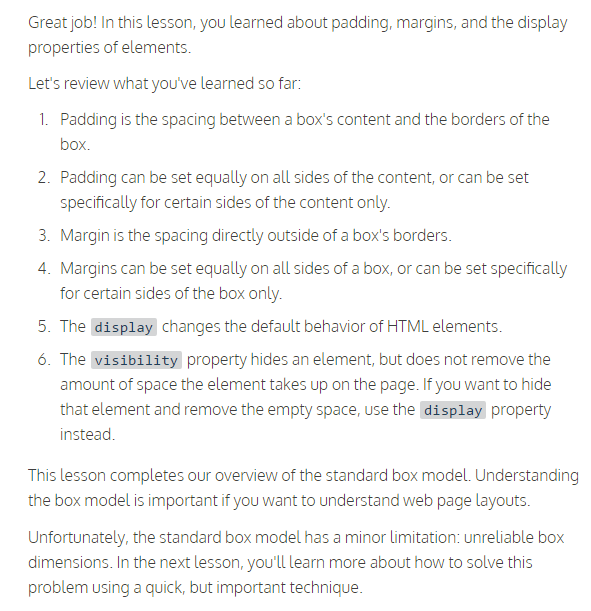 Great job! In this lesson, you learned about padding, margins, and the display
properties of elements.
Let's review what you've learned so far:
1. Padding is the spacing between a box's content and the borders of the
box.
2. Padding can be set equally on all sides of the content, or can be set
specifically for certain sides of the content only.
3. Margin is the spacing directly outside of a box's borders.
4. Margins can be set equally on all sides of a box, or can be set specifically
for certain sides of the box only.
5. The display changes the default behavior of HTML elements.
6. The visibility property hides an element, but does not remove the
amount of space the element takes up on the page. If you want to hide
that element and remove the empty space, use the display property
instead.
This lesson completes our overview of the standard box model. Understanding
the box model is important if you want to understand web page layouts.
Unfortunately, the standard box model has a minor limitation: unreliable box
dimensions. In the next lesson, you'll learn more about how to solve this
problem using a quick, but important technique.